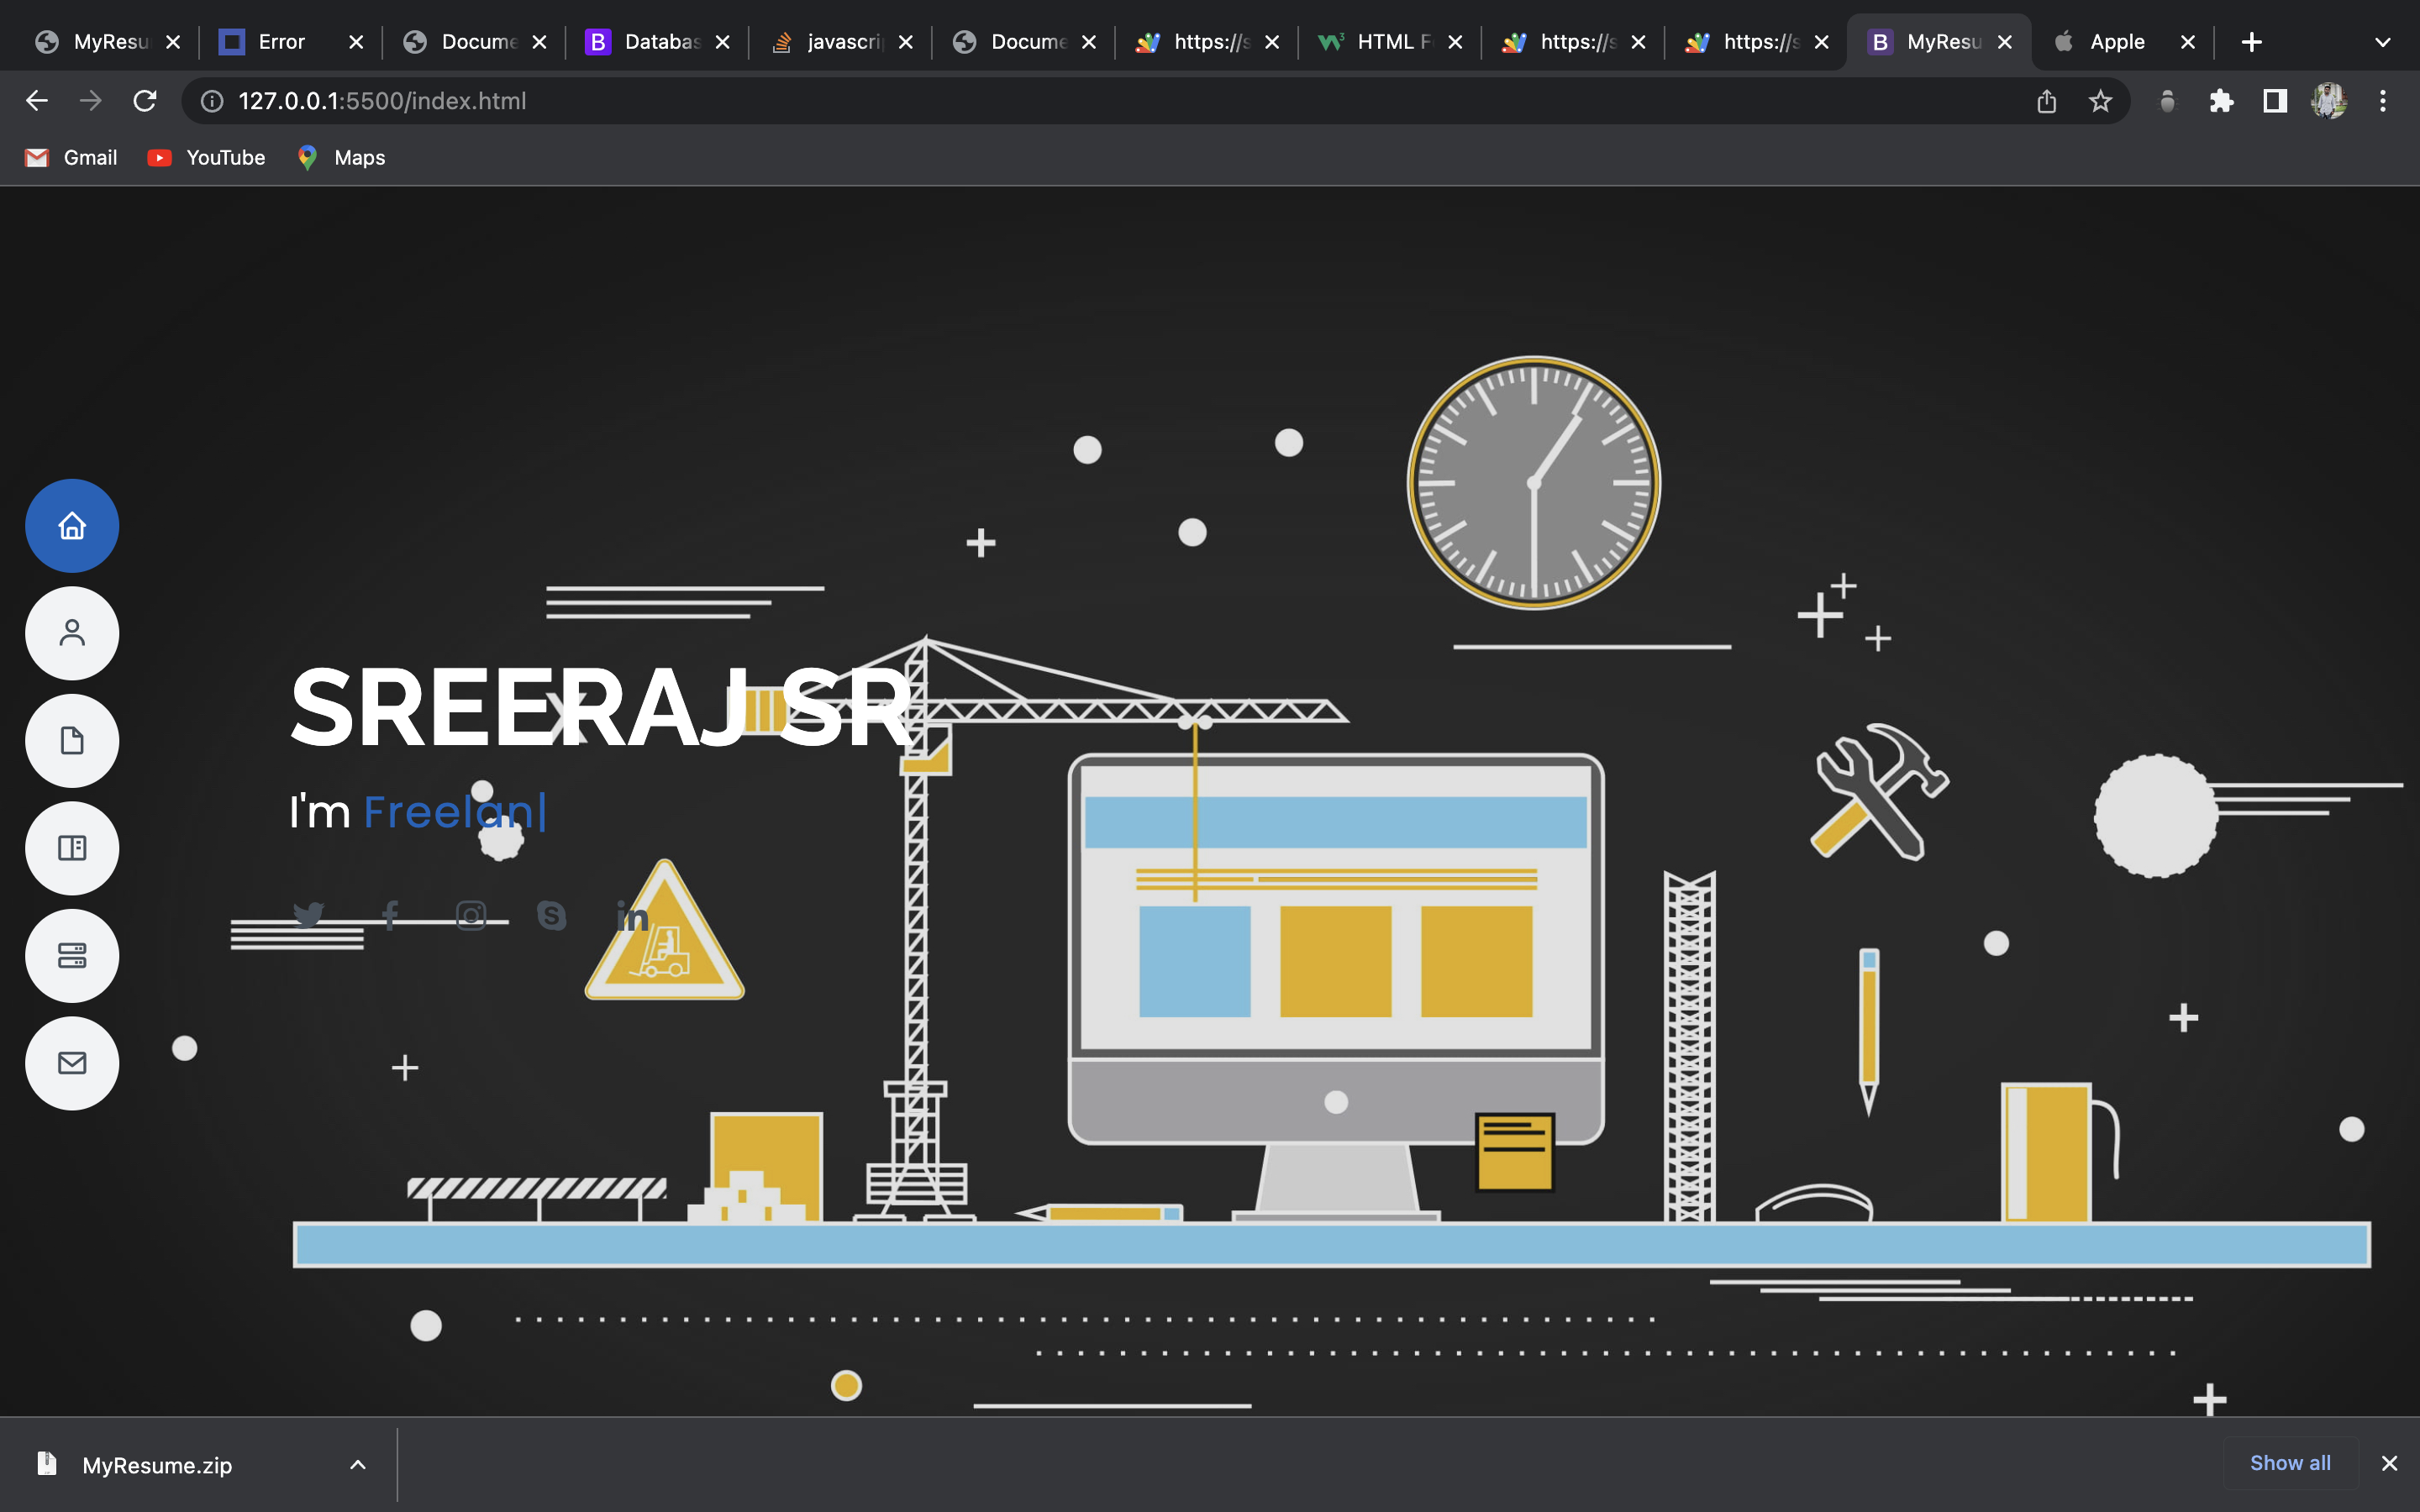 MyResu
Error
Docume
Databas
javascri
Docume
https://s
HTML F
https://s
https://s
MyResu
Apple
127.0.0.1:5500/index.html
Gmail
YouTube
Maps
SREERAJ SR
I'm Freelan|
MyResume.zip
Show all